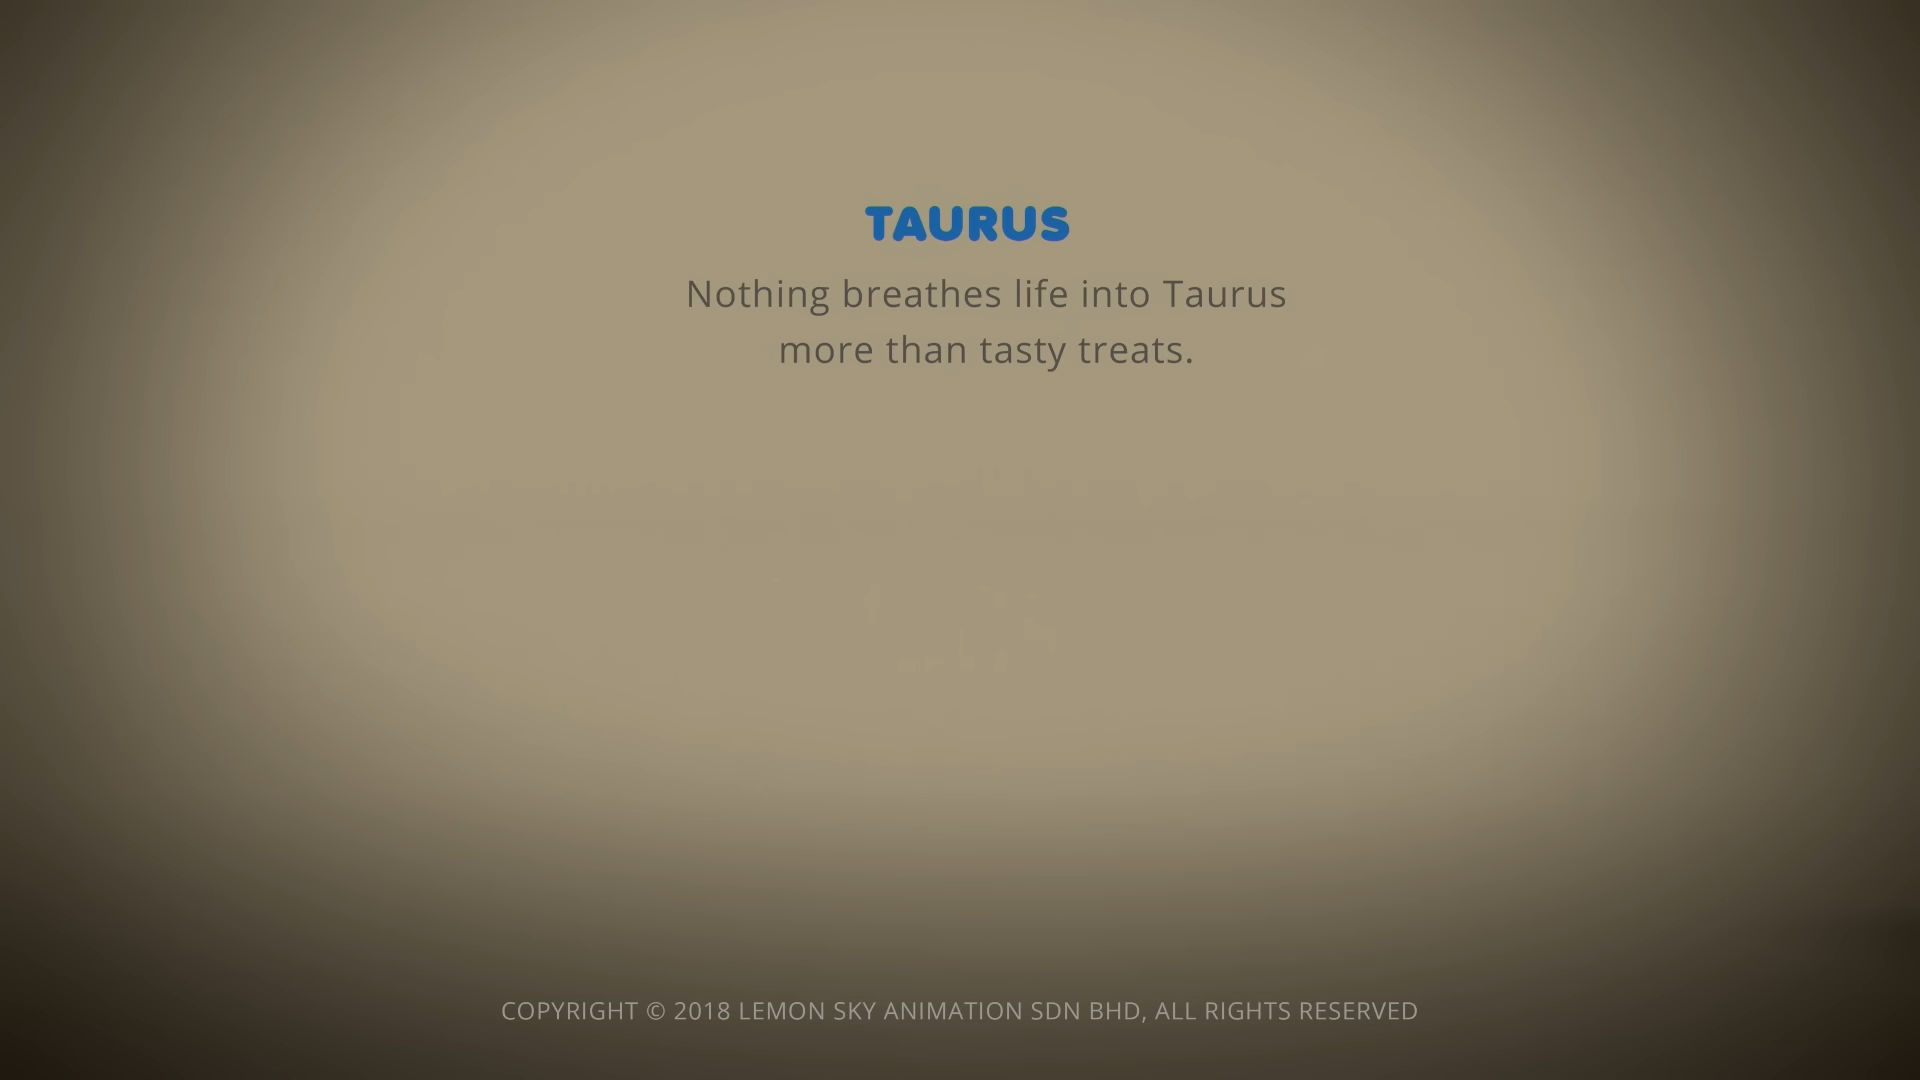 TAURUS
Nothing breathes life into Taurus
more than tasty treats.
COPYRIGHT © 2018 LEMON SKY ANIMATION SDN BHD, ALL RIGHTS RESERVED